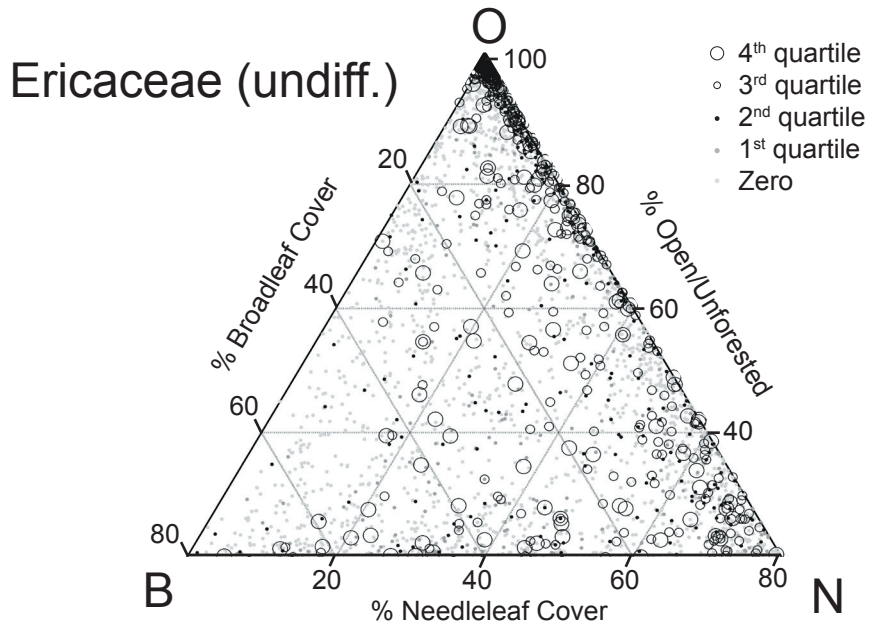 O
100
Ericaceae (undiff.)
4th quartile
3rd quartile
2nd quartile
1st quartile
Zero
20
80
% Broadleaf Cover
% Open/Unforested
40
60
60
40
80
B
20
40
60
80
N
% Needleleaf Cover